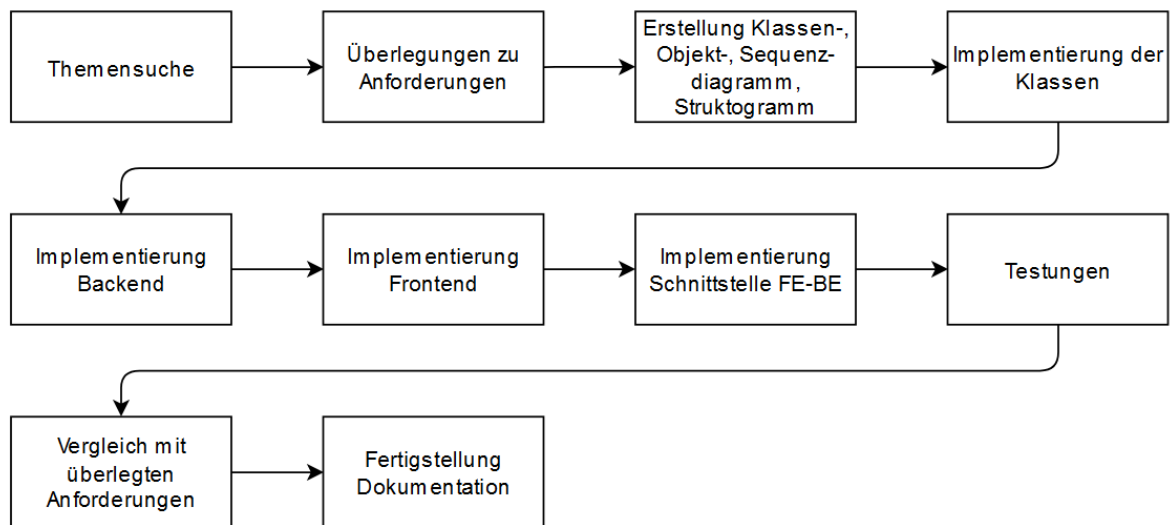 Themensuche
Überlegungen zu
Anforderungen
Erstellung Klassen-,
Objekt-, Sequenz-
diagramm,
Struktogramm
Implementierung der
Klassen
Implementierung
Backend
Implementierung
Frontend
Implementierung
Schnittstelle FE-BE
Testungen
Vergleich mit
überlegten
Anforderungen
Fertigstellung
Dokumentation